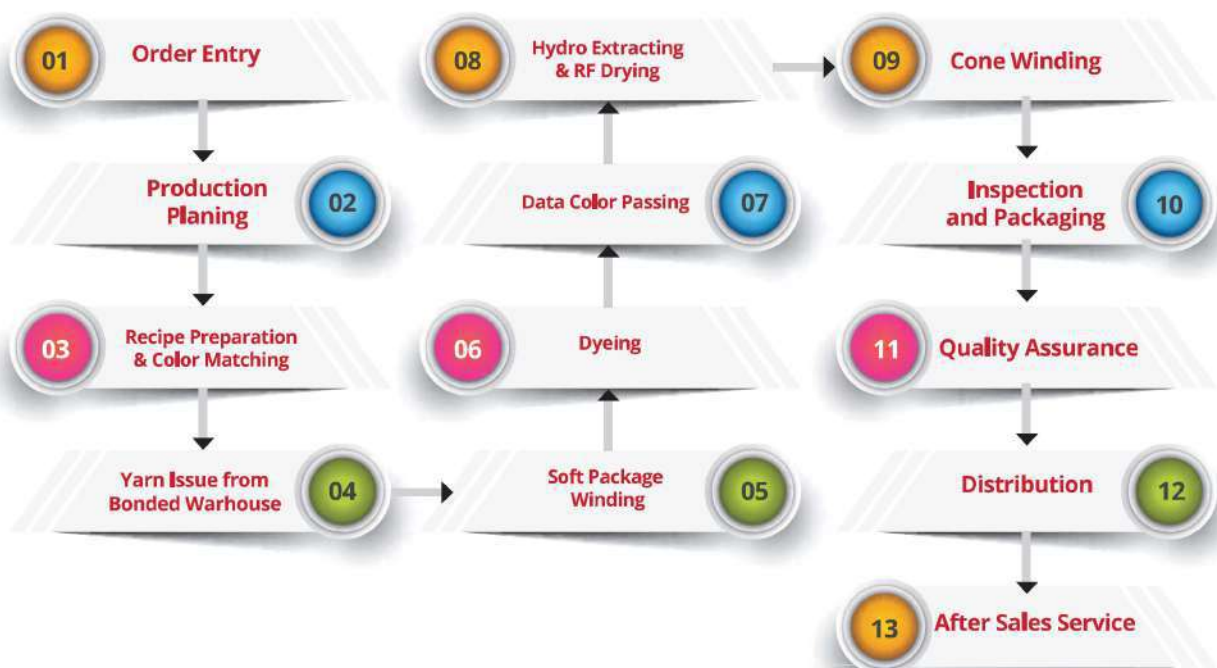 01
Order Entry
02
Production
Planing
03
Recipe Preparation
& Color Matching
04
Yarn Issue from
Bonded Warhouse
05
Soft Package
Winding
06
Dyeing
07
Data Color Passing
08
Hydro Extracting
& RF Drying
09
Cone Winding
10
Inspection
and Packaging
11
Quality Assurance
12
Distribution
13
After Sales Service